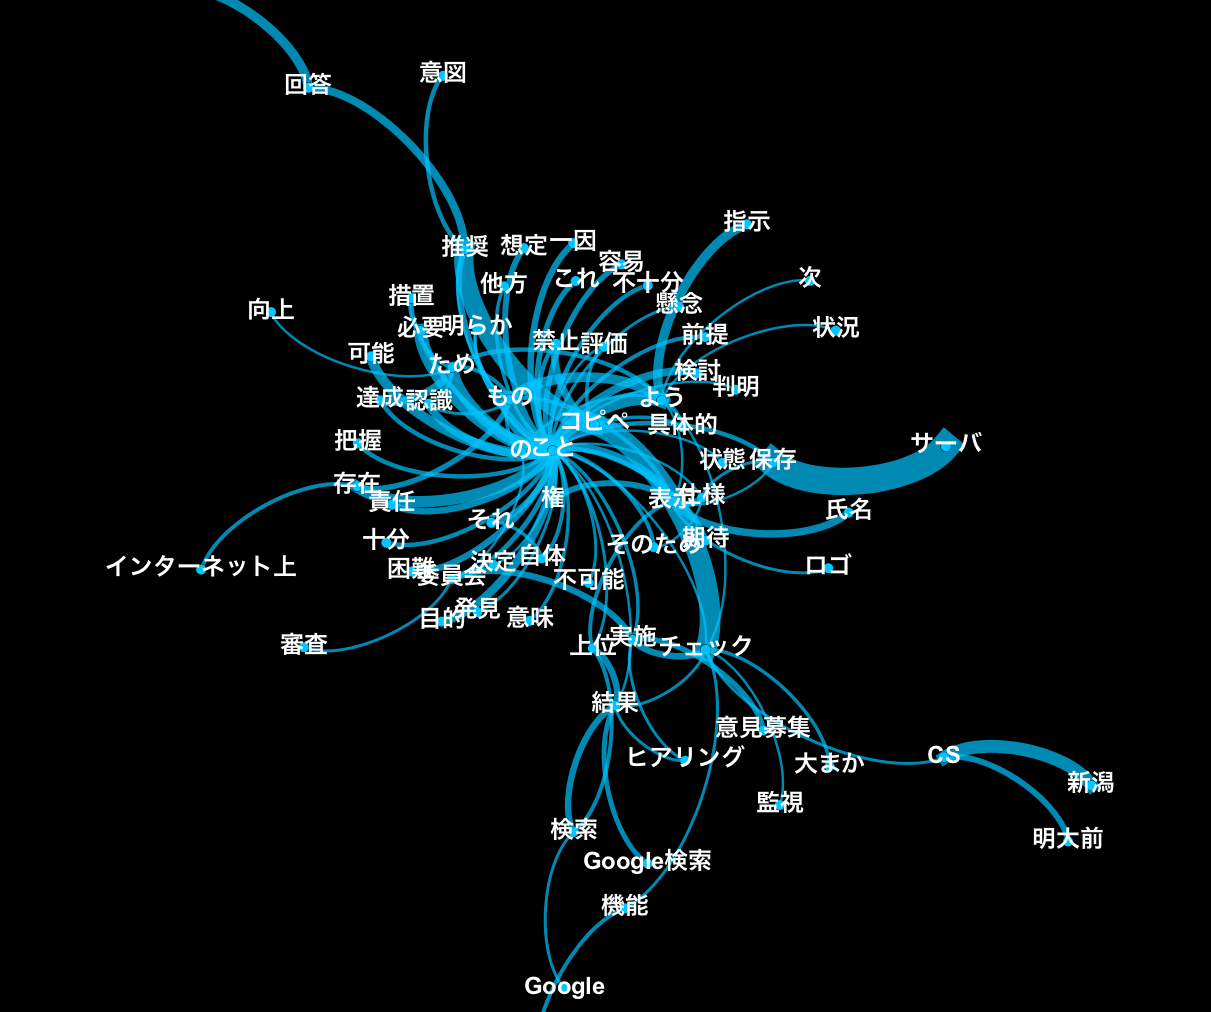 回答
意図
指示
推奨
想定
一因
容易
次
他方
これ
不十分
措置
懸念
向上
必要
明らか
状況
前提
禁止
評価
可能
ため
検討
判明
達成
認識
もの
よう
コピペ
具体的
把握
のこと
状態
保存
サーバ
存在
責任
権
表示
仕様
氏名
それ
十分
そのため
期待
インターネット上
困難
委員会
決定
自体
不可能
ロゴ
目的
発見
意味
審査
上位
実施
チェック
結果
意見募集
ヒアリング
大まか
CS
新潟
監視
検索
明大前
Google検索
機能
Google